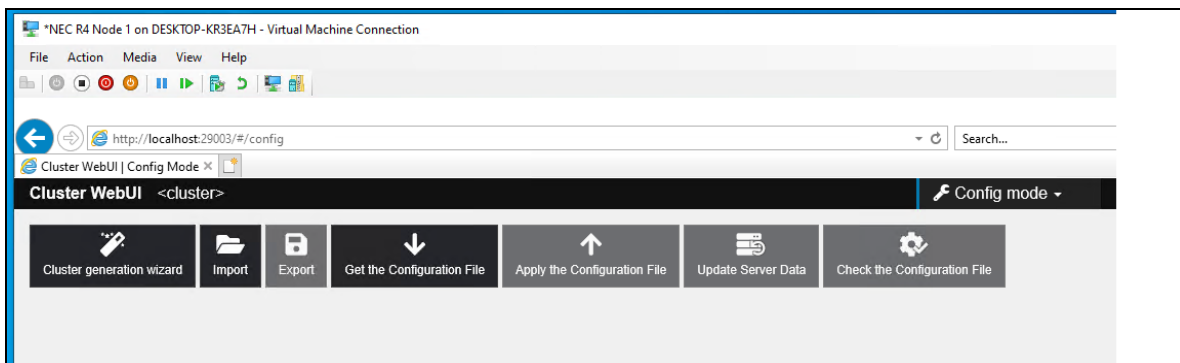 *NEC R4 Node 1 on DESKTOP-KR3EA7H - Virtual Machine Connection
File Action Media View Help
http://localhost:29003/#/config
Search...
Cluster WebUI | Config Mode
Cluster WebUI <cluster>
Config mode
Cluster generation wizard
Import
Export
Get the Configuration File
Apply the Configuration File
Update Server Data
Check the Configuration File